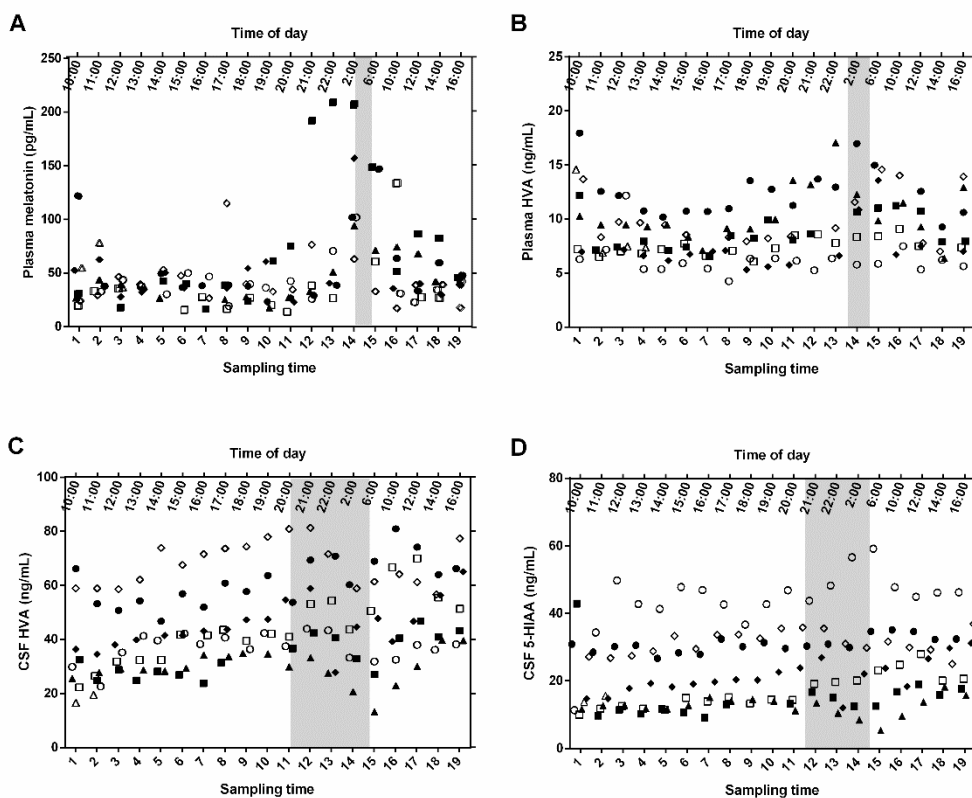 A
Time of day
10:00 11:00 12:00 13:00 14:00 15:00 16:00 17:00 18:00 19:00 20:00 21:00 22:00 2:00 6:00 10:00 12:00 14:00 16:00
Plasma melatonin (pg/mL)
250
200
150
100
50
0
1 2 3 4 5 6 7 8 9 10 11 12 13 14 15 16 17 18 19
Sampling time
B
Time of day
10:00 11:00 12:00 13:00 14:00 15:00 16:00 17:00 18:00 19:00 20:00 21:00 22:00 2:00 6:00 10:00 12:00 14:00 16:00
Plasma HVA (ng/mL)
25
20
15
10
5
0
1 2 3 4 5 6 7 8 9 10 11 12 13 14 15 16 17 18 19
Sampling time
C
Time of day
10:00 11:00 12:00 13:00 14:00 15:00 16:00 17:00 18:00 19:00 20:00 21:00 22:00 2:00 6:00 10:00 12:00 14:00 16:00
CSF HVA (ng/mL)
100
80
60
40
20
0
1 2 3 4 5 6 7 8 9 10 11 12 13 14 15 16 17 18 19
Sampling time
D
Time of day
10:00 11:00 12:00 13:00 14:00 15:00 16:00 17:00 18:00 19:00 20:00 21:00 22:00 2:00 6:00 10:00 12:00 14:00 16:00
CSF 5-HIAA (ng/mL)
80
60
40
20
0
1 2 3 4 5 6 7 8 9 10 11 12 13 14 15 16 17 18 19
Sampling time